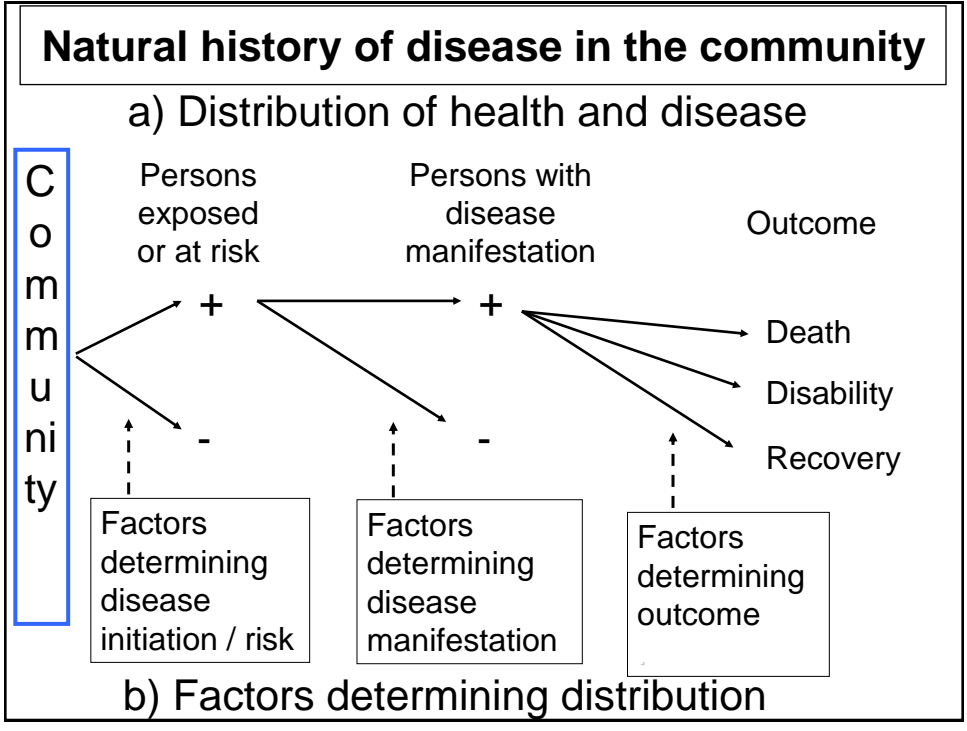 Natural history of disease in the community
a) Distribution of health and disease
C
o
m
m
u
ni
ty
Persons
exposed
or at risk
Persons with
disease
manifestation
Outcome
+
+
-
-
Death
Disability
Recovery
Factors
determining
disease
initiation / risk
Factors
determining
disease
manifestation
Factors
determining
outcome
b) Factors determining distribution